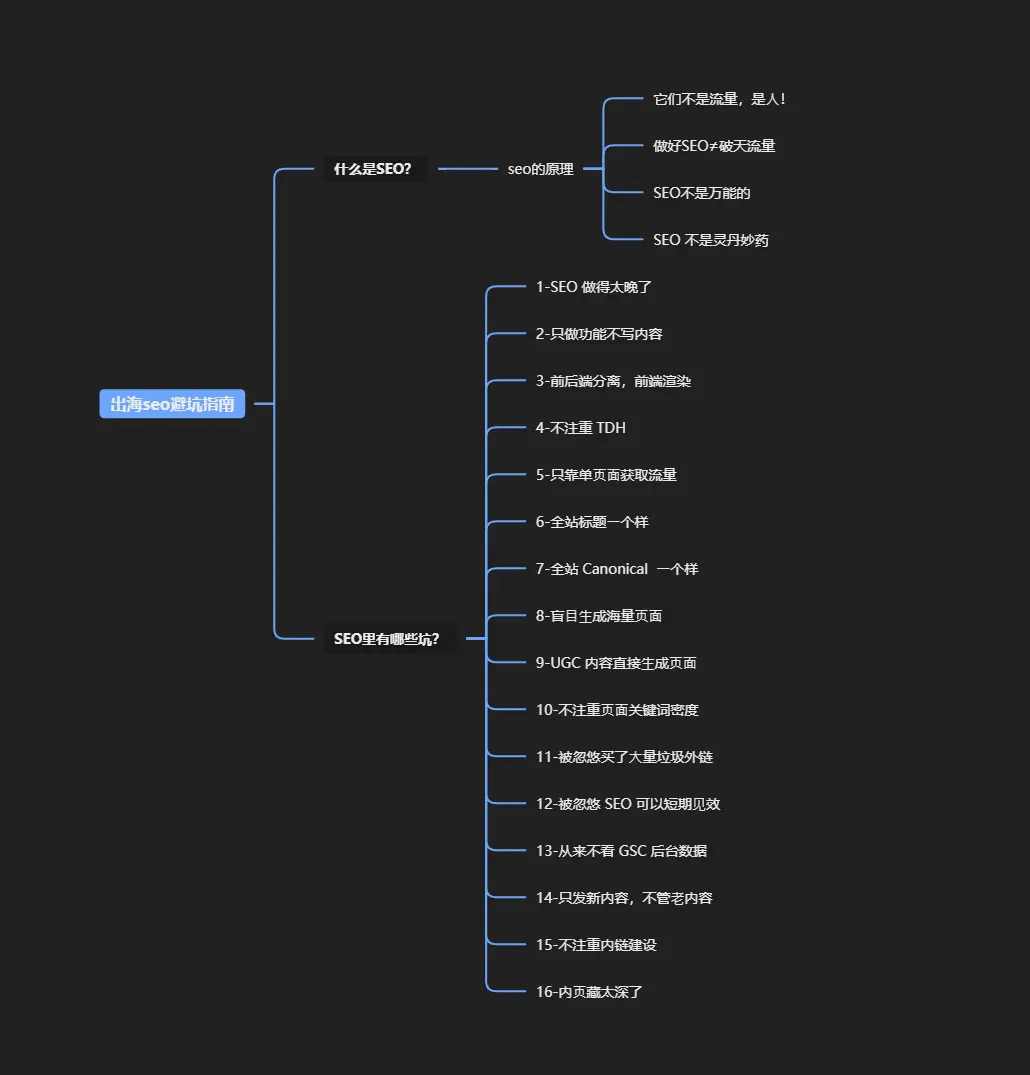 出海seo避坑指南
什么是SEO？
seo的原理
它们不是流量，是人！
做好SEO≠破天流量
SEO不是万能的
SEO 不是灵丹妙药
SEO里有哪些坑？
1-SEO 做得太晚了
2-只做功能不写内容
3-前后端分离，前端渲染
4-不注重 TDH
5-只靠单页面获取流量
6-全站标题一个样
7-全站 Canonical 一个样
8-盲目生成海量页面
9-UGC 内容直接生成页面
10-不注重页面关键词密度
11-被忽悠买了大量垃圾外链
12-被忽悠 SEO 可以短期见效
13-从来不看 GSC 后台数据
14-只发新内容，不管老内容
15-不注重内链建设
16-内页藏太深了